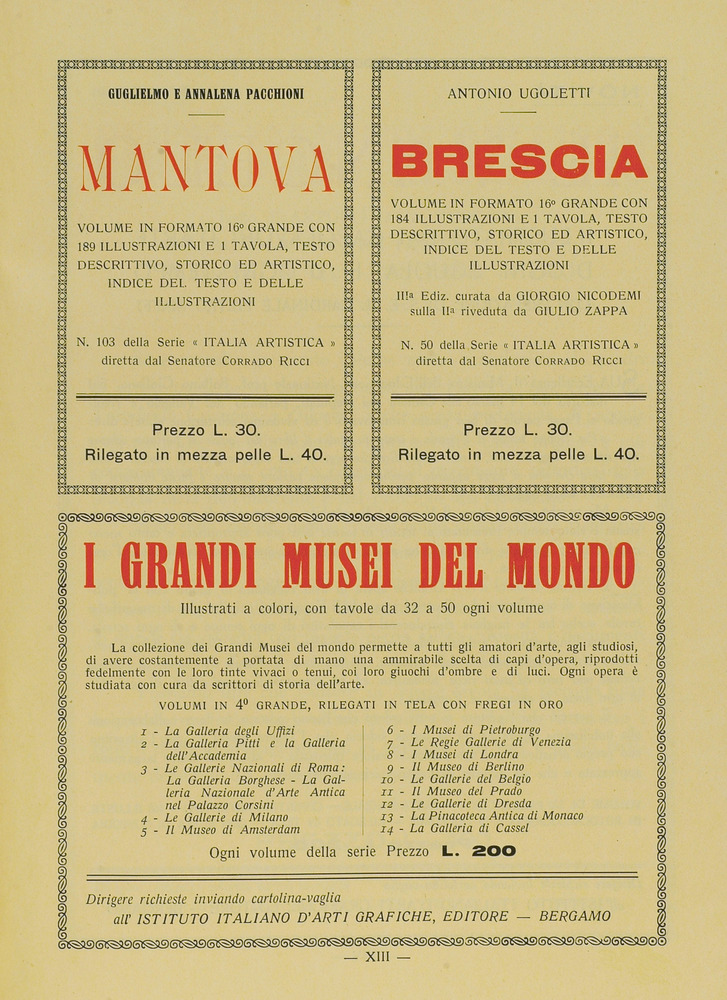 GUGLIELMO E ANNALENA PACCHIONI
MANTOVA
VOLUME IN FORMATO 16º GRANDE CON
189 ILLUSTRAZIONI E 1 TAVOLA, TESTO
DESCRITTIVO, STORICO ED ARTISTICO,
INDICE DEL TESTO E DELLE
ILLUSTRAZIONI
N. 103 della Serie « ITALIA ARTISTICA »
diretta dal Senatore CORRADO RICCI
Prezzo L. 30.
Rilegato in mezza pelle L. 40.
ANTONIO UGOLETTI
BRESCIA
VOLUME IN FORMATO 16º GRANDE CON
184 ILLUSTRAZIONI E 1 TAVOLA, TESTO
DESCRITTIVO, STORICO ED ARTISTICO,
INDICE DEL TESTO E DELLE
ILLUSTRAZIONI
IIIª Ediz. curata da GIORGIO NICODEMI
sulla IIª riveduta da GIULIO ZAPPA
N. 50 della Serie « ITALIA ARTISTICA »
diretta dal Senatore CORRADO RICCI
Prezzo L. 30.
Rilegato in mezza pelle L. 40.
I GRANDI MUSEI DEL MONDO
Illustrati a colori, con tavole da 32 a 50 ogni volume
La collezione dei Grandi Musei del mondo permette a tutti gli amatori d'arte, agli studiosi,
di avere costantemente a portata di mano una ammirabile scelta di capi d'opera, riprodotti
fedelmente con le loro tinte vivaci o tenui, coi loro giuochi d'ombre e di luci. Ogni opera è
studiata con cura da scrittori di storia dell'arte.
VOLUMI IN 4º GRANDE, RILEGATI IN TELA CON FREGI IN ORO
1 - La Galleria degli Uffizi
2 - La Galleria Pitti e la Galleria
dell'Accademia
3 - Le Gallerie Nazionali di Roma:
La Galleria Borghese - La Gal-
leria Nazionale d'Arte Antica
nel Palazzo Corsini
4 - Le Gallerie di Milano
5 - Il Museo di Amsterdam
6 - I Musei di Pietroburgo
7 - Le Regie Gallerie di Venezia
8 - I Musei di Londra
9 - Il Museo di Berlino
10 - Le Gallerie del Belgio
11 - Il Museo del Prado
12 - Le Gallerie di Dresda
13 - La Pinacoteca Antica di Monaco
14 - La Galleria di Cassel
Ogni volume della serie Prezzo L. 200
Dirigere richieste inviando cartolina-vaglia
all' ISTITUTO ITALIANO D'ARTI GRAFICHE, EDITORE — BERGAMO
— XIII —